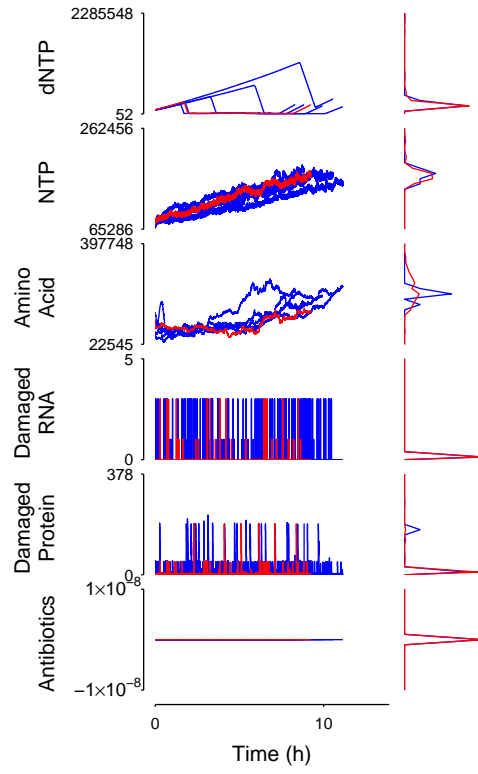 2285548
dNTP
52
262456
NTP
65286
397748
Amino
Acid
22545
5
Damaged
RNA
0
378
Damaged
Protein
0
1×10⁻⁸
Antibiotics
−1×10⁻⁸
0 10
Time (h)